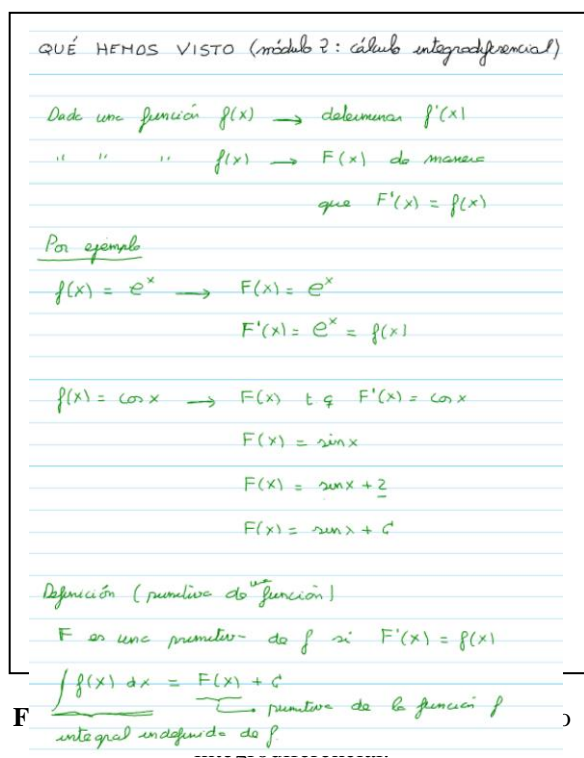 QUÉ HEMOS VISTO (módulo 2: cálculo integrodiferencial)
Dada una función f(x) → determinar f'(x)
" " " f(x) → F(x) de manera
que F'(x) = f(x)
Por ejemplo
f(x) = e^x → F(x) = e^x
F'(x) = e^x = f(x)
f(x) = cos x → F(x) t q F'(x) = cos x
F(x) = sin x
F(x) = sin x + 2
F(x) = sin x + C
Definición (primitiva de una función)
F es una primitiva de f si F'(x) = f(x)
∫ f(x) dx = F(x) + C
primitiva de la función f
integral indefinida de f